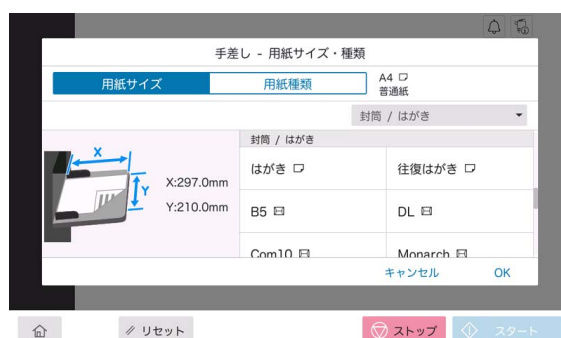 手差し - 用紙サイズ・種類
用紙サイズ
用紙種類
A4
普通紙
封筒 / はがき
封筒 / はがき
X
Y
X:297.0mm
Y:210.0mm
はがき
往復はがき
B5
DL
Com10
Monarch
キャンセル
OK
リセット
ストップ
スタート